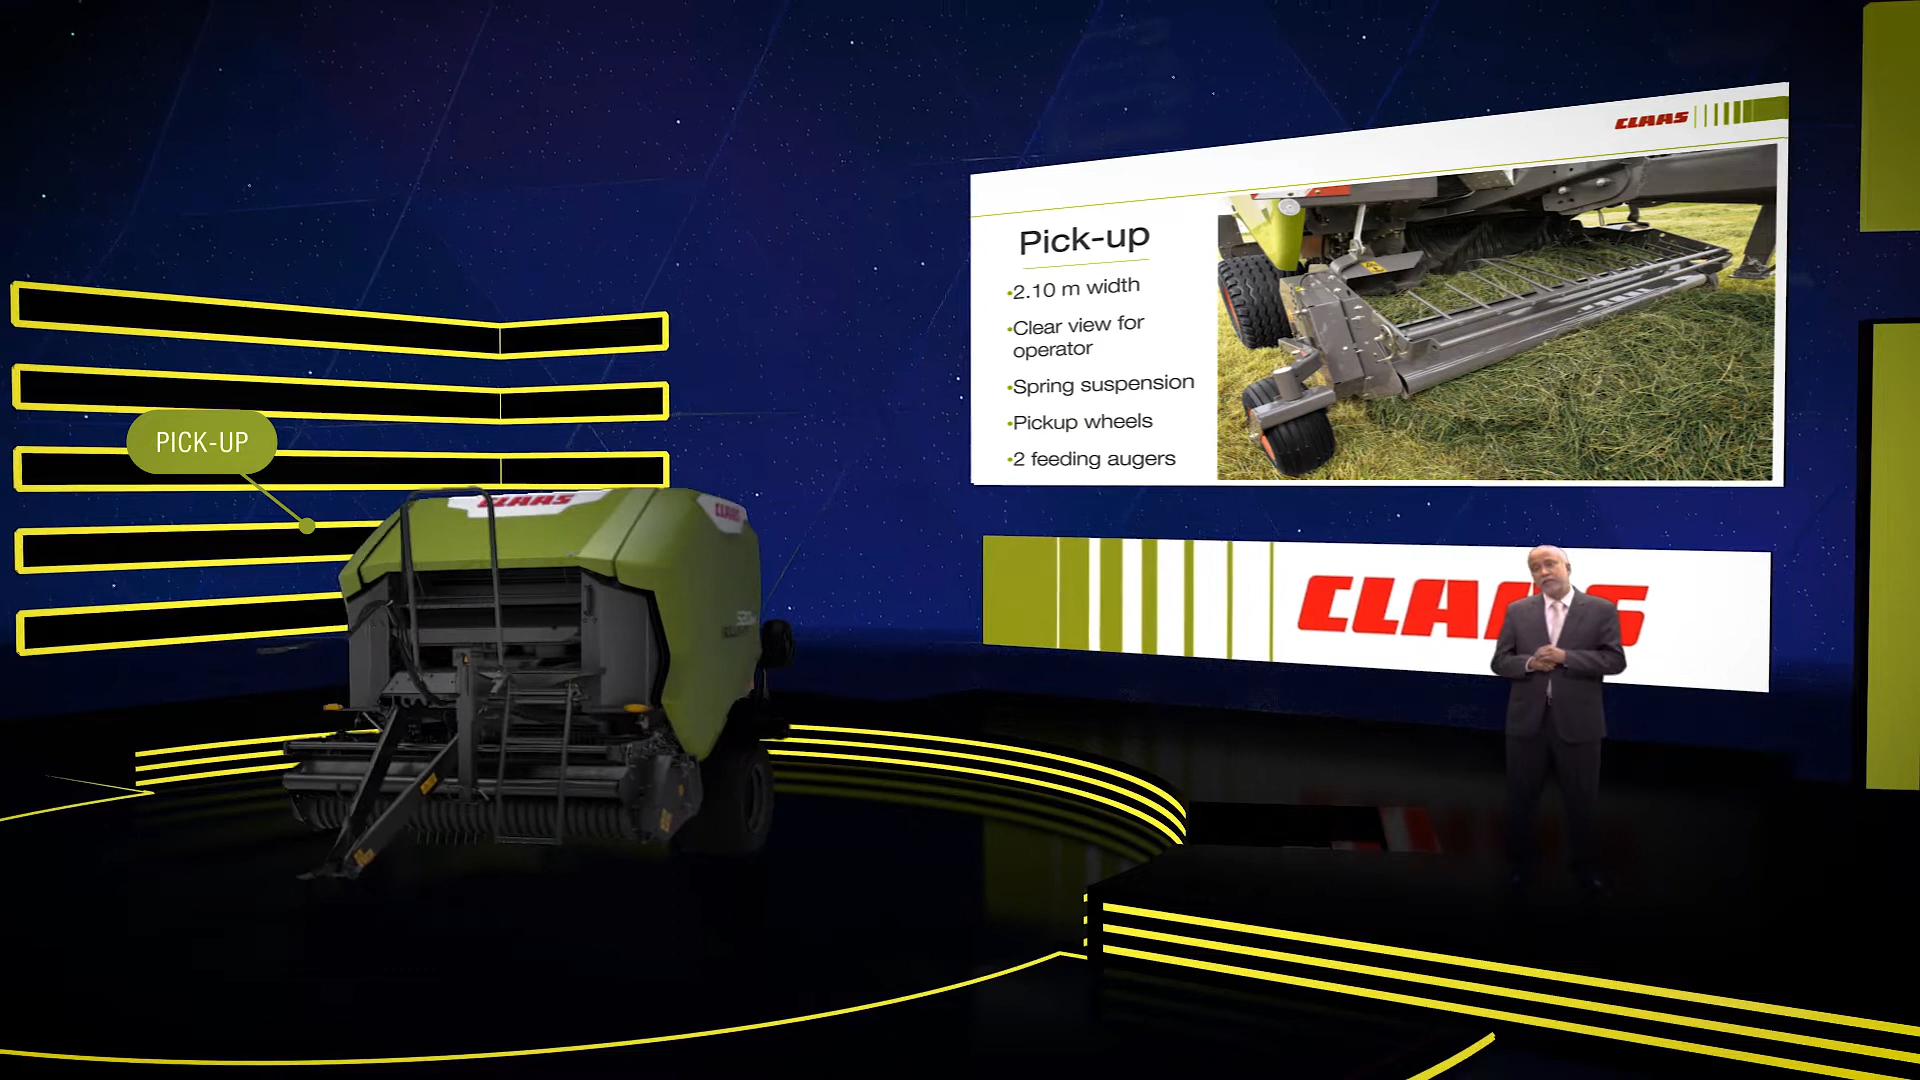 CLAAS
Pick-up
•2.10 m width
•Clear view for
operator
•Spring suspension
•Pickup wheels
•2 feeding augers
PICK-UP
CLAAS
CLAAS